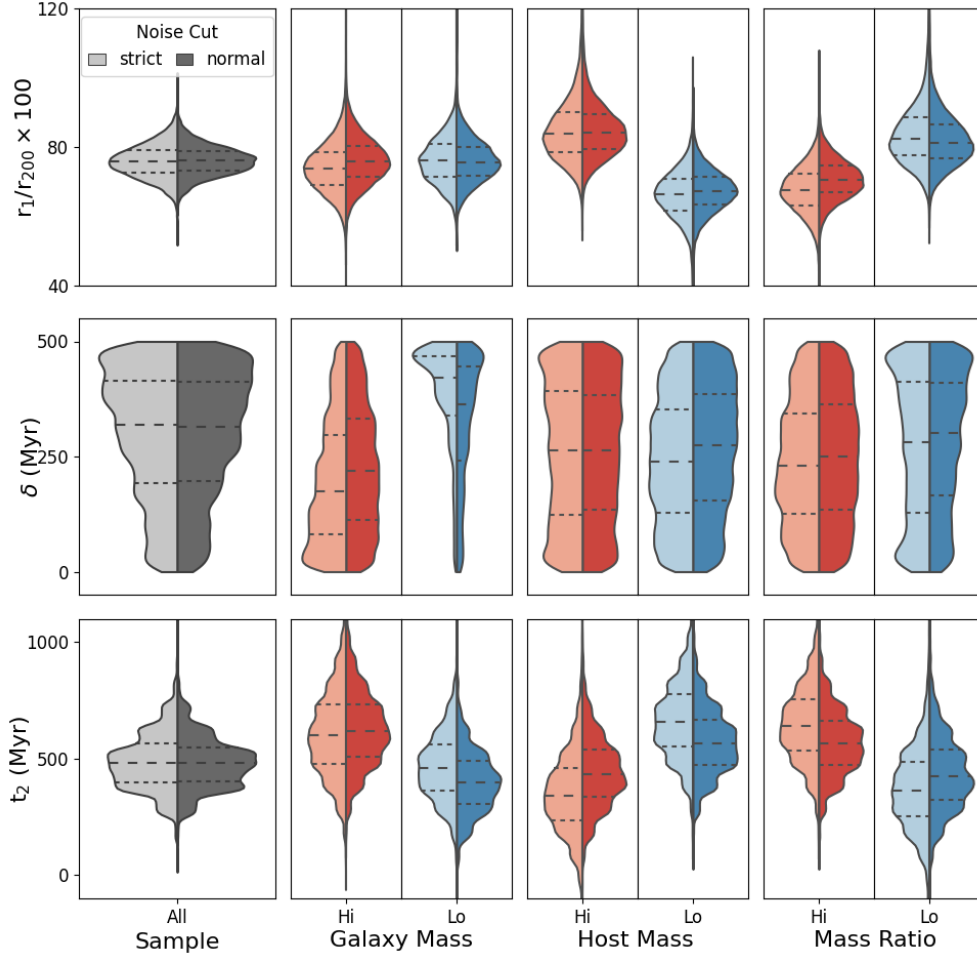 120
80
40
r₁/r₂₀₀ × 100
Noise Cut
strict normal
500
250
0
δ (Myr)
1000
500
0
t₂ (Myr)
All
Hi Lo
Hi Lo
Hi Lo
Sample
Galaxy Mass
Host Mass
Mass Ratio